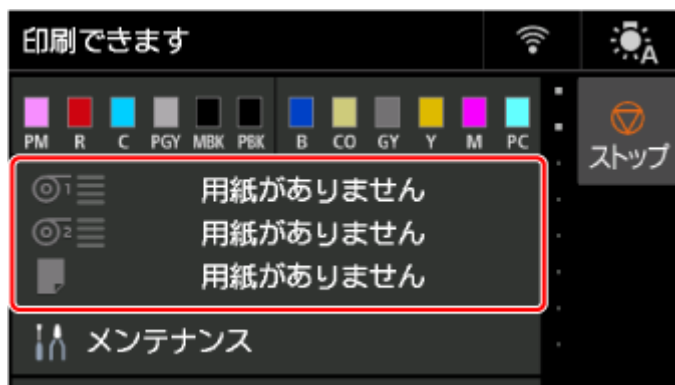 印刷できます
A
PM R C PGY MBK PBK B CO GY Y M PC
ストップ
1 用紙がありません
2 用紙がありません
用紙がありません
メンテナンス